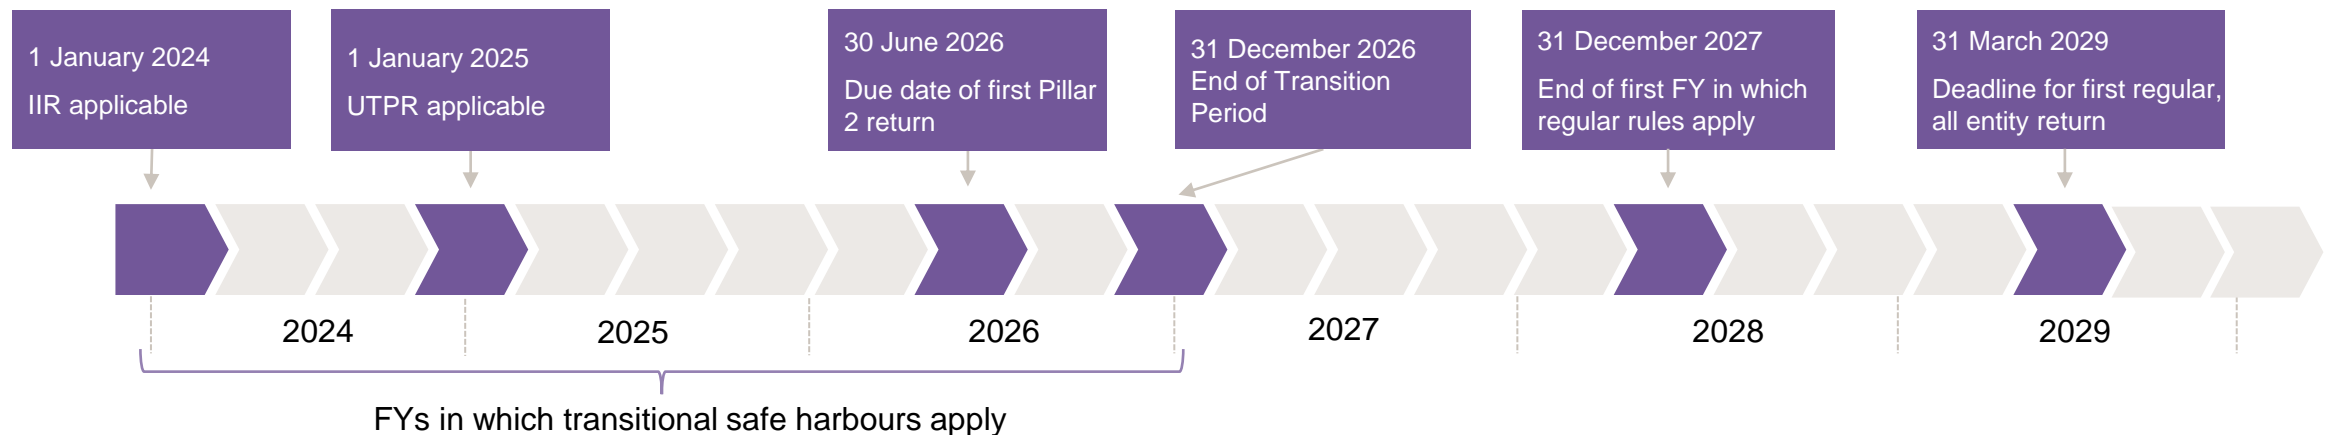 1 January 2024
IIR applicable
1 January 2025
UTPR applicable
30 June 2026
Due date of first Pillar
2 return
31 December 2026
End of Transition
Period
31 December 2027
End of first FY in which
regular rules apply
31 March 2029
Deadline for first regular,
all entity return
2024
2025
2026
2027
2028
2029
FYs in which transitional safe harbours apply